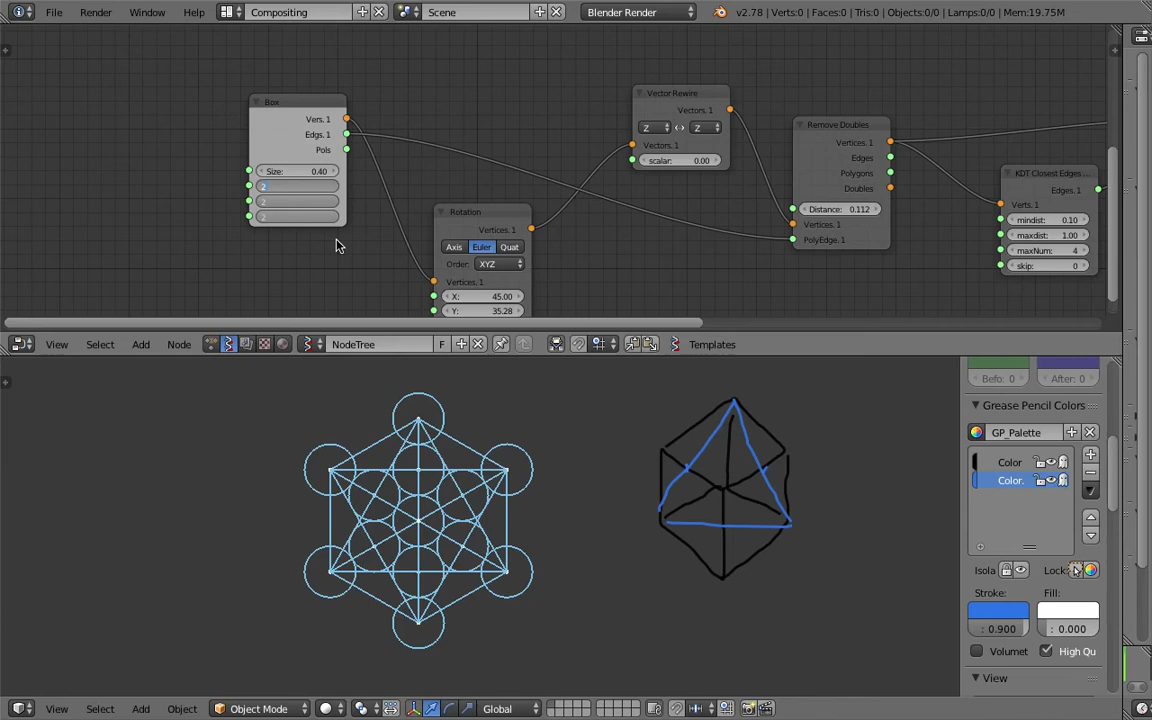 File Render Window Help Compositing Scene Blender Render v2.78 | Verts:0 | Faces:0 | Tris:0 | Objects:0/0 | Lamps:0/0 | Mem:19.75M
Box
Vers. 1
Edgs. 1
Pols
Size: 0.40
2
2
2
Rotation
Vertices. 1
Axis Euler Quat
Order: XYZ
Vertices. 1
X: 45.00
Y: 35.28
Vector Rewire
Vectors. 1
Z Z
Vectors. 1
scalar: 0.00
Remove Doubles
Vertices. 1
Edges
Polygons
Doubles
Distance: 0.112
Vertices. 1
PolyEdge. 1
KDT Closest Edges ...
Edges. 1
Verts. 1
mindist: 0.10
maxdist: 1.00
maxNum: 4
skip: 0
View Select Add Node NodeTree F Templates
Befo: 0 After: 0
Grease Pencil Colors
GP_Palette
Color
Color.
Isola Lock:
Stroke: Fill:
: 0.900 : 0.000
Volumet High Qu
View
View Select Add Object Object Mode Global